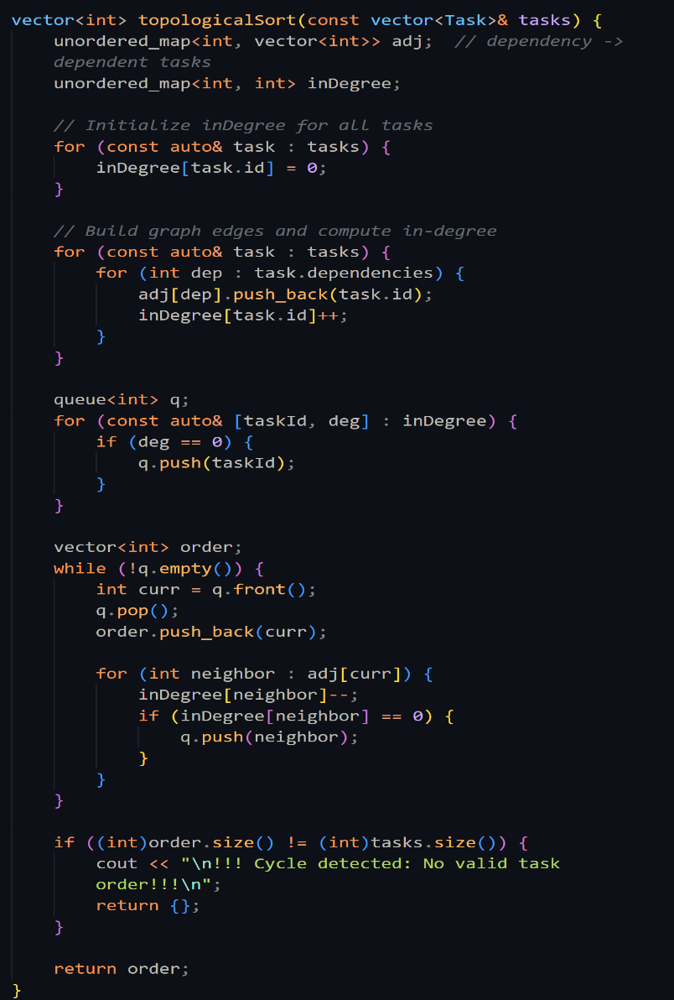 vector<int> topologicalSort(const vector<Task>& tasks) {
    unordered_map<int, vector<int>> adj;  // dependency ->
    dependent tasks
    unordered_map<int, int> inDegree;

    // Initialize inDegree for all tasks
    for (const auto& task : tasks) {
        inDegree[task.id] = 0;
    }

    // Build graph edges and compute in-degree
    for (const auto& task : tasks) {
        for (int dep : task.dependencies) {
            adj[dep].push_back(task.id);
            inDegree[task.id]++;
        }
    }

    queue<int> q;
    for (const auto& [taskId, deg] : inDegree) {
        if (deg == 0) {
            q.push(taskId);
        }
    }

    vector<int> order;
    while (!q.empty()) {
        int curr = q.front();
        q.pop();
        order.push_back(curr);

        for (int neighbor : adj[curr]) {
            inDegree[neighbor]--;
            if (inDegree[neighbor] == 0) {
                q.push(neighbor);
            }
        }
    }

    if ((int)order.size() != (int)tasks.size()) {
        cout << "\n!!! Cycle detected: No valid task
        order!!!\n";
        return {};
    }

    return order;
}